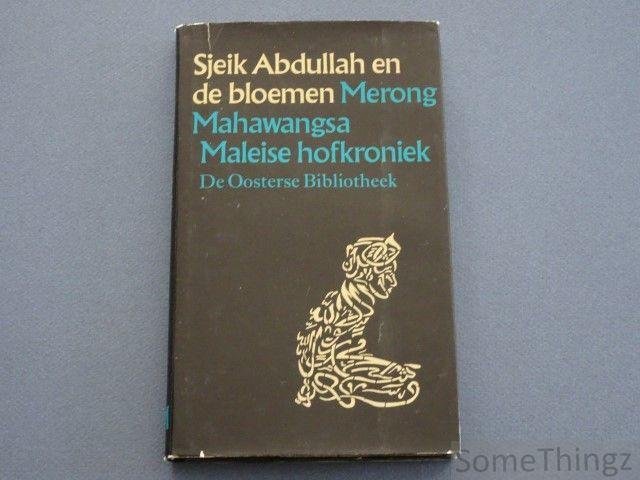 Sjeik Abdullah en
de bloemen Merong
Mahawangsa
Maleise hofkroniek
De Oosterse Bibliotheek
SomeThingz